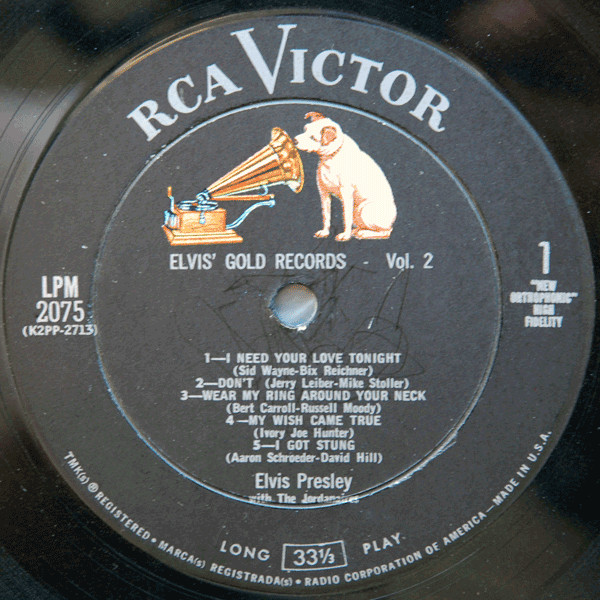 RCA VICTOR
ELVIS' GOLD RECORDS - Vol. 2
LPM
2075
(K2PP-2713)
1
"NEW
ORTHOPHONIC"
HIGH
FIDELITY
1—I NEED YOUR LOVE TONIGHT
(Sid Wayne-Bix Reichner)
2—DON'T (Jerry Leiber-Mike Stoller)
3—WEAR MY RING AROUND YOUR NECK
(Bert Carroll-Russell Moody)
4—MY WISH CAME TRUE
(Ivory Joe Hunter)
5—I GOT STUNG
(Aaron Schroeder-David Hill)
Elvis Presley
with The Jordanaires
LONG 33⅓ PLAY
TMK(s) ® REGISTERED • MARCA(s) REGISTRADA(s) • RADIO CORPORATION OF AMERICA—MADE IN U.S.A.